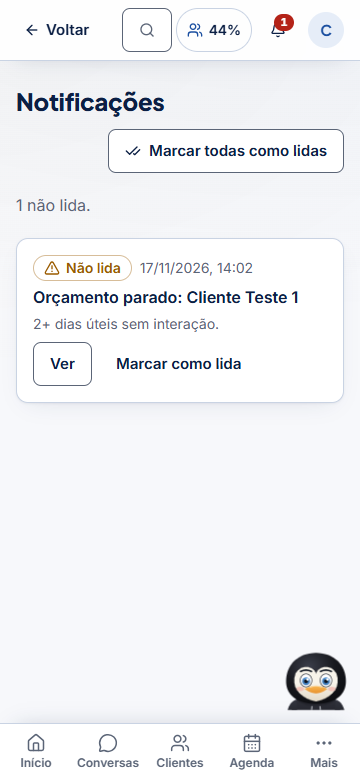 Voltar
44%
1
C
Notificações
Marcar todas como lidas
1 não lida.
Não lida 17/11/2026, 14:02
Orçamento parado: Cliente Teste 1
2+ dias úteis sem interação.
Ver Marcar como lida
Início Conversas Clientes Agenda Mais